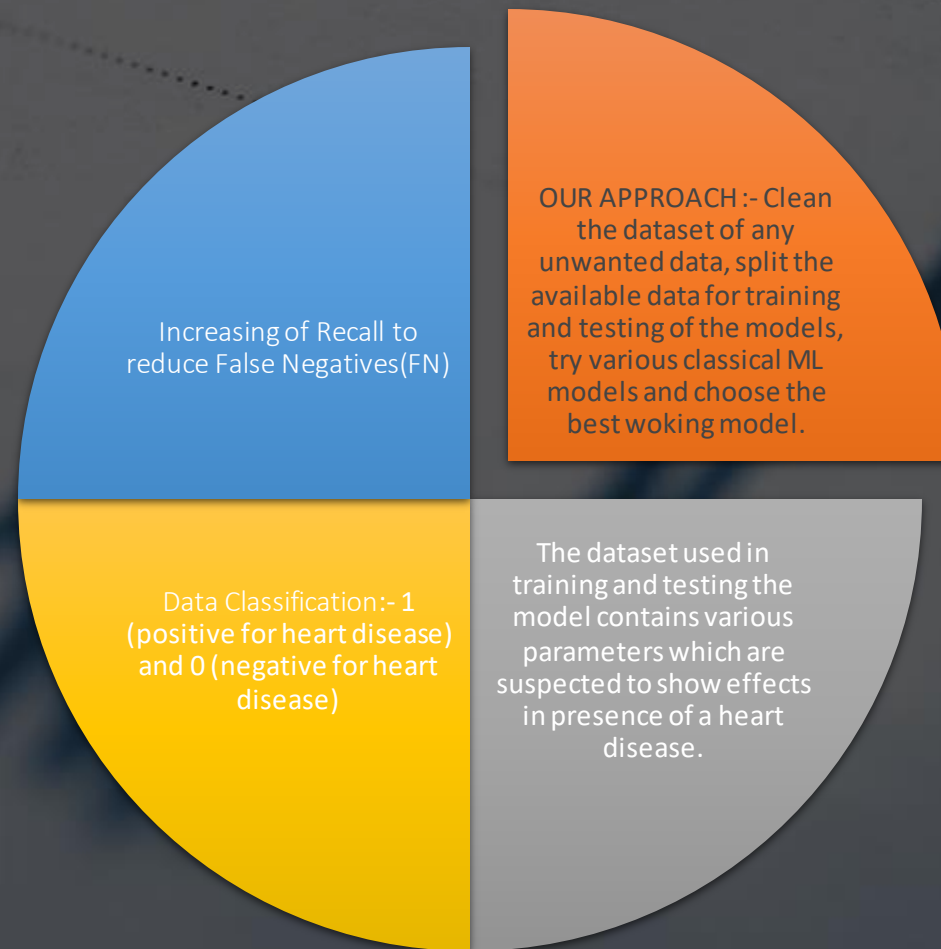 OUR APPROACH :- Clean
the dataset of any
unwanted data, split the
available data for training
and testing of the models,
try various classical ML
models and choose the
best woking model.
Increasing of Recall to
reduce False Negatives(FN)
The dataset used in
training and testing the
model contains various
parameters which are
suspected to show effects
in presence of a heart
disease.
Data Classification:- 1
(positive for heart disease)
and 0 (negative for heart
disease)